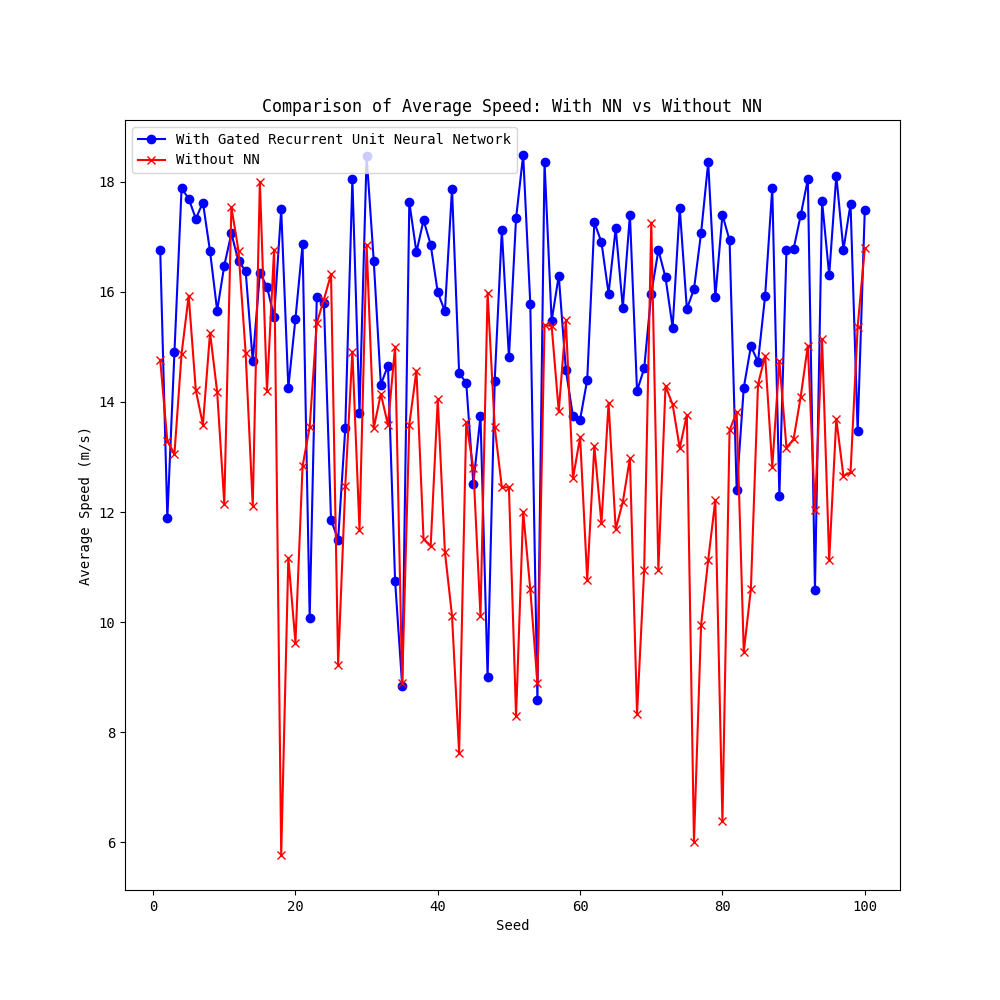 Comparison of Average Speed: With NN vs Without NN
With Gated Recurrent Unit Neural Network
Without NN
18
16
14
12
10
8
6
Average Speed (m/s)
0 20 40 60 80 100
Seed